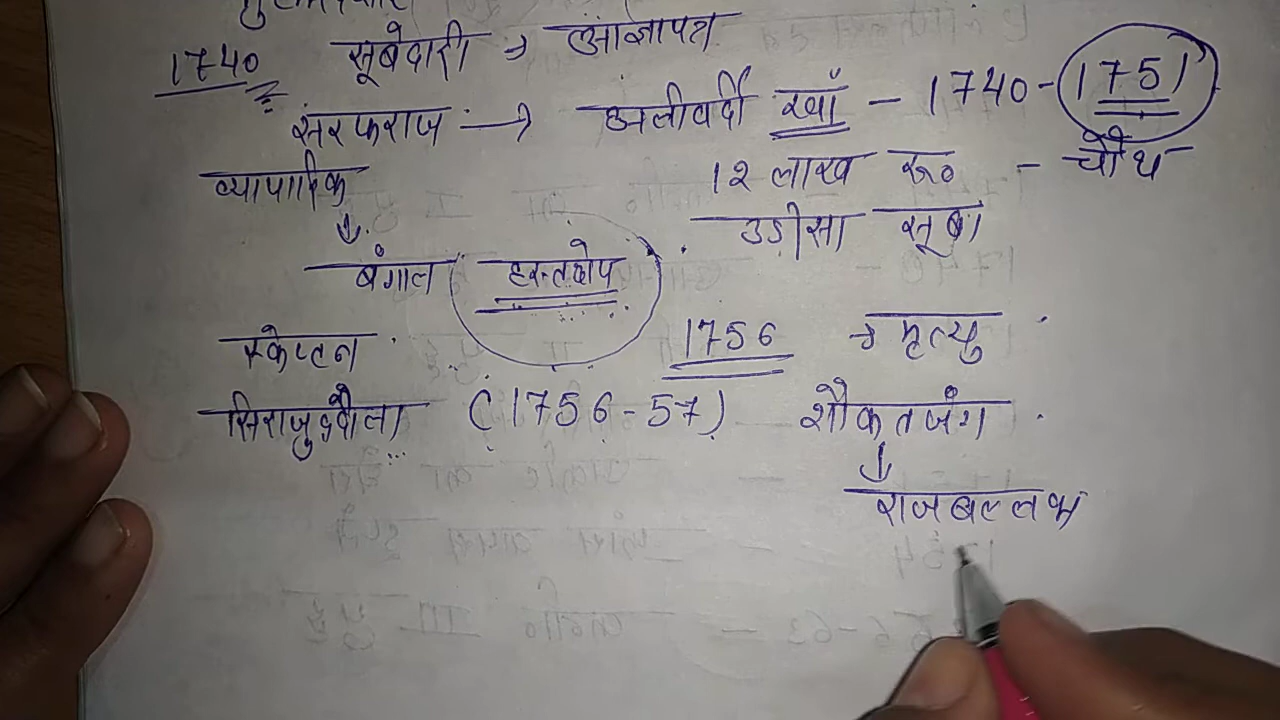 1740 सूबेदारी → आज्ञापत्र
सरफराज → अलीवर्दी खाँ - 1740-1751
व्यापारिक 12 लाख रू० - चौथ
↓ उड़ीसा सूबा
बंगाल हस्तक्षेप
स्केप्टन 1756 → मृत्यु
सिराजुद्दौला (1756-57) शौकतजंग
↓
राजबल्लभ